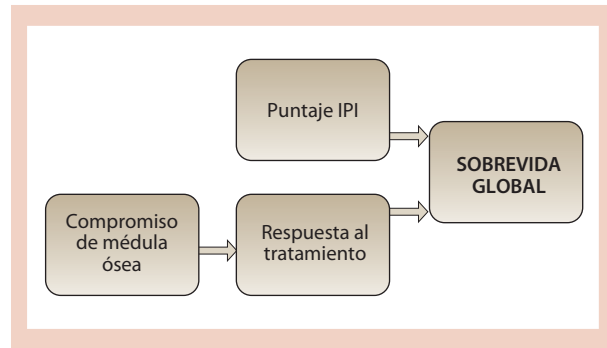 Puntaje IPI
SOBREVIDA
GLOBAL
Compromiso
de médula
ósea
Respuesta al
tratamiento